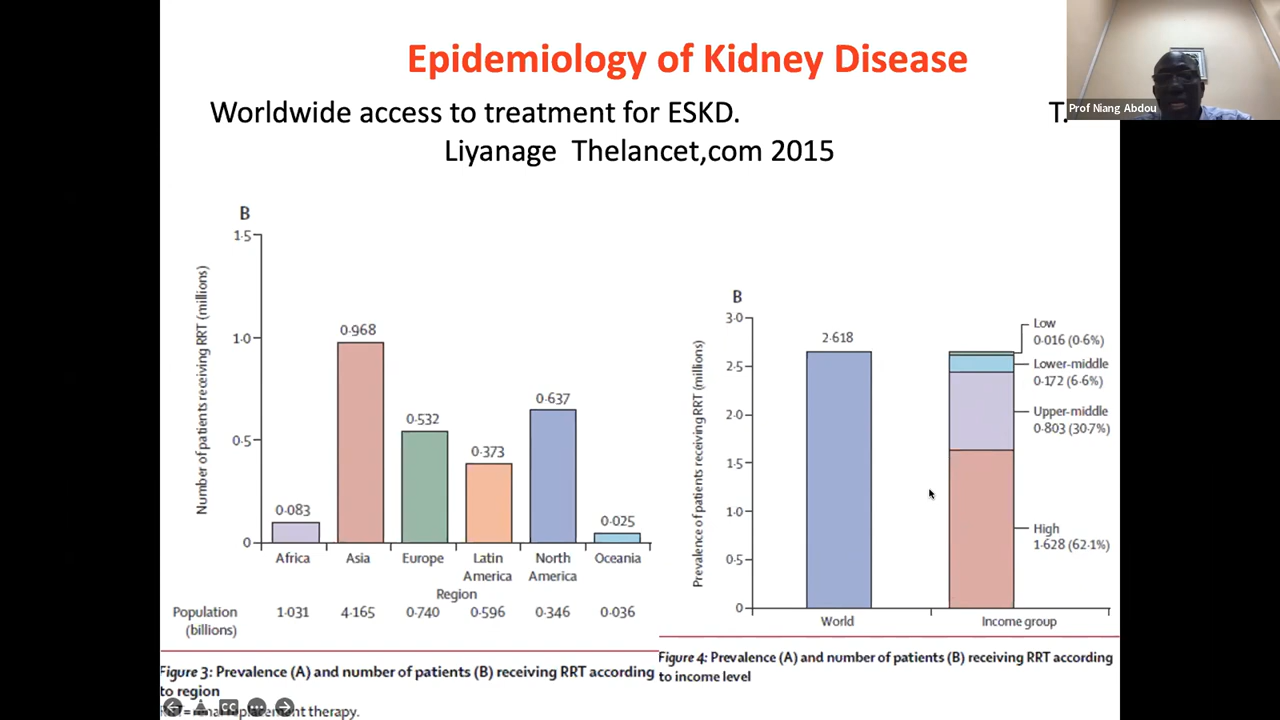 Epidemiology of Kidney Disease
Worldwide access to treatment for ESKD. T.
Liyanage Thelancet,com 2015
Prof Niang Abdou
B
Number of patients receiving RRT (millions)
1·5
1·0
0·5
0
0·083
0·968
0·532
0·373
0·637
0·025
Africa
Asia
Europe
Latin America
North America
Oceania
Region
Population (billions)
1·031 4·165 0·740 0·596 0·346 0·036
Figure 3: Prevalence (A) and number of patients (B) receiving RRT according
to region
renal replacement therapy.
B
Prevalence of patients receiving RRT (millions)
3·0
2·5
2·0
1·5
1·0
0·5
0
2·618
Low
0·016 (0·6%)
Lower-middle
0·172 (6·6%)
Upper-middle
0·803 (30·7%)
High
1·628 (62·1%)
World
Income group
Figure 4: Prevalence (A) and number of patients (B) receiving RRT according
to income level
CC